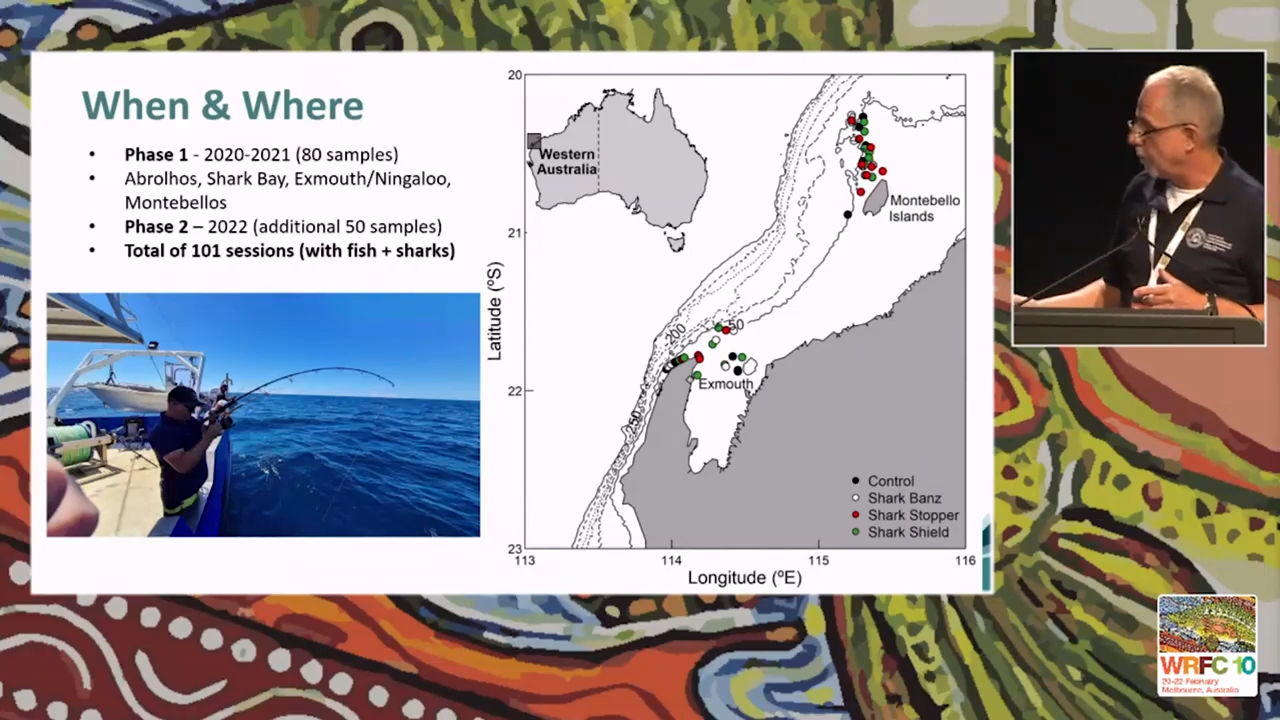 When & Where
• Phase 1 - 2020-2021 (80 samples)
• Abrolhos, Shark Bay, Exmouth/Ningaloo,
Montebellos
• Phase 2 – 2022 (additional 50 samples)
• Total of 101 sessions (with fish + sharks)
20
21
22
23
Latitude (ºS)
Western
Australia
Montebello
Islands
200
50
250
Exmouth
Control
Shark Banz
Shark Stopper
Shark Shield
113
114
115
116
Longitude (ºE)
WRFC 10
20-22 February
Melbourne, Australia